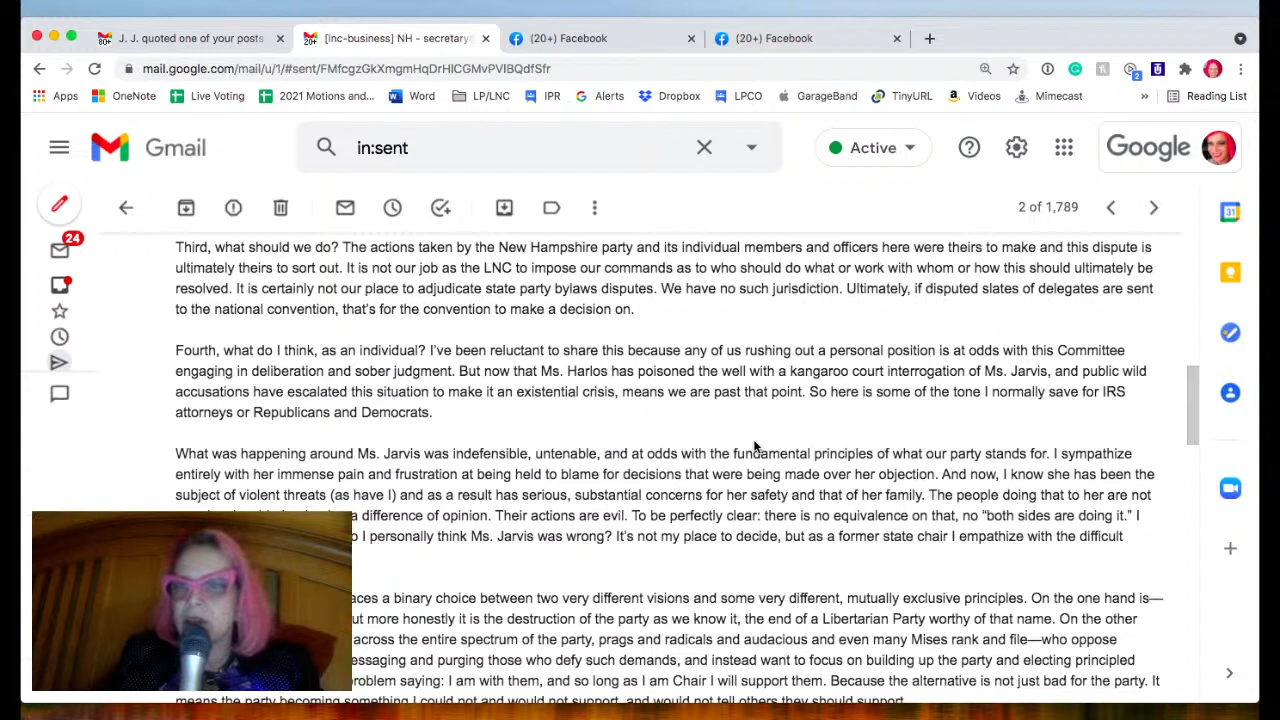 J. J. quoted one of your posts
[lnc-business] NH - secretary@
(20+) Facebook
(20+) Facebook
mail.google.com/mail/u/1/#sent/FMfcgzGkXmgmHqDrHlCGMvPVlBQdfSfr
Apps OneNote Live Voting 2021 Motions and... Word LP/LNC IPR Alerts Dropbox LPCO GarageBand TinyURL Videos Mimecast » Reading List
Gmail
in:sent
Active
Google
24
2 of 1,789
31
Third, what should we do? The actions taken by the New Hampshire party and its individual members and officers here were theirs to make and this dispute is
ultimately theirs to sort out. It is not our job as the LNC to impose our commands as to who should do what or work with whom or how this should ultimately be
resolved. It is certainly not our place to adjudicate state party bylaws disputes. We have no such jurisdiction. Ultimately, if disputed slates of delegates are sent
to the national convention, that's for the convention to make a decision on.
Fourth, what do I think, as an individual? I've been reluctant to share this because any of us rushing out a personal position is at odds with this Committee
engaging in deliberation and sober judgment. But now that Ms. Harlos has poisoned the well with a kangaroo court interrogation of Ms. Jarvis, and public wild
accusations have escalated this situation to make it an existential crisis, means we are past that point. So here is some of the tone I normally save for IRS
attorneys or Republicans and Democrats.
What was happening around Ms. Jarvis was indefensible, untenable, and at odds with the fundamental principles of what our party stands for. I sympathize
entirely with her immense pain and frustration at being held to blame for decisions that were being made over her objection. And now, I know she has been the
subject of violent threats (as have I) and as a result has serious, substantial concerns for her safety and that of her family. The people doing that to her are not
a difference of opinion. Their actions are evil. To be perfectly clear: there is no equivalence on that, no “both sides are doing it.” I
o I personally think Ms. Jarvis was wrong? It's not my place to decide, but as a former state chair I empathize with the difficult
aces a binary choice between two very different visions and some very different, mutually exclusive principles. On the one hand is—
ut more honestly it is the destruction of the party as we know it, the end of a Libertarian Party worthy of that name. On the other
across the entire spectrum of the party, prags and radicals and audacious and even many Mises rank and file—who oppose
essaging and purging those who defy such demands, and instead want to focus on building up the party and electing principled
problem saying: I am with them, and so long as I am Chair I will support them. Because the alternative is not just bad for the party. It
means the party becoming something I could not and would not support, and would not tell others they should support.